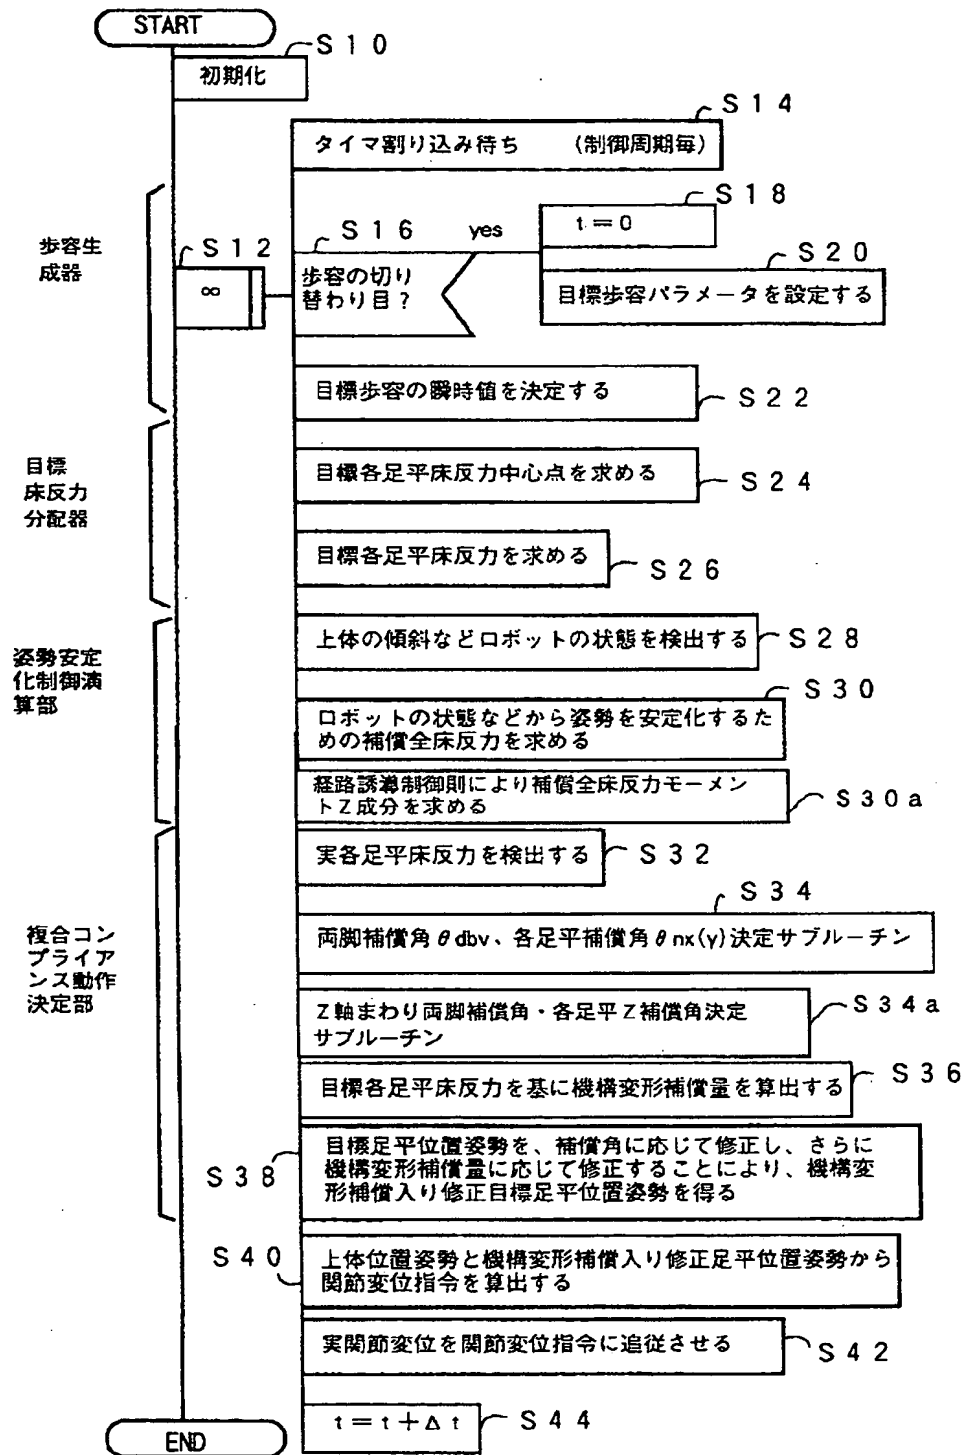 START
S10
初期化
S14
タイマ割り込み待ち (制御周期毎)
S18
t=0
S16
yes
S12
歩容生
成器
∞
歩容の切り
替わり目?
S20
目標歩容パラメータを設定する
目標歩容の瞬時値を決定する
S22
目標
床反力
分配器
目標各足平床反力中心点を求める
S24
目標各足平床反力を求める
S26
姿勢安定
化制御演
算部
上体の傾斜などロボットの状態を検出する
S28
S30
ロボットの状態などから姿勢を安定化するた
めの補償全床反力を求める
経路誘導制御則により補償全床反力モーメン
トZ成分を求める
S30a
複合コン
プライア
ンス動作
決定部
実各足平床反力を検出する
S32
S34
両脚補償角θdbv、各足平補償角θnx(y)決定サブルーチン
Z軸まわり両脚補償角・各足平Z補償角決定
サブルーチン
S34a
目標各足平床反力を基に機構変形補償量を算出する
S36
S38
目標足平位置姿勢を、補償角に応じて修正し、さらに
機構変形補償量に応じて修正することにより、機構変
形補償入り修正目標足平位置姿勢を得る
S40
上体位置姿勢と機構変形補償入り修正足平位置姿勢から
関節変位指令を算出する
実関節変位を関節変位指令に追従させる
S42
t=t+Δt
S44
END